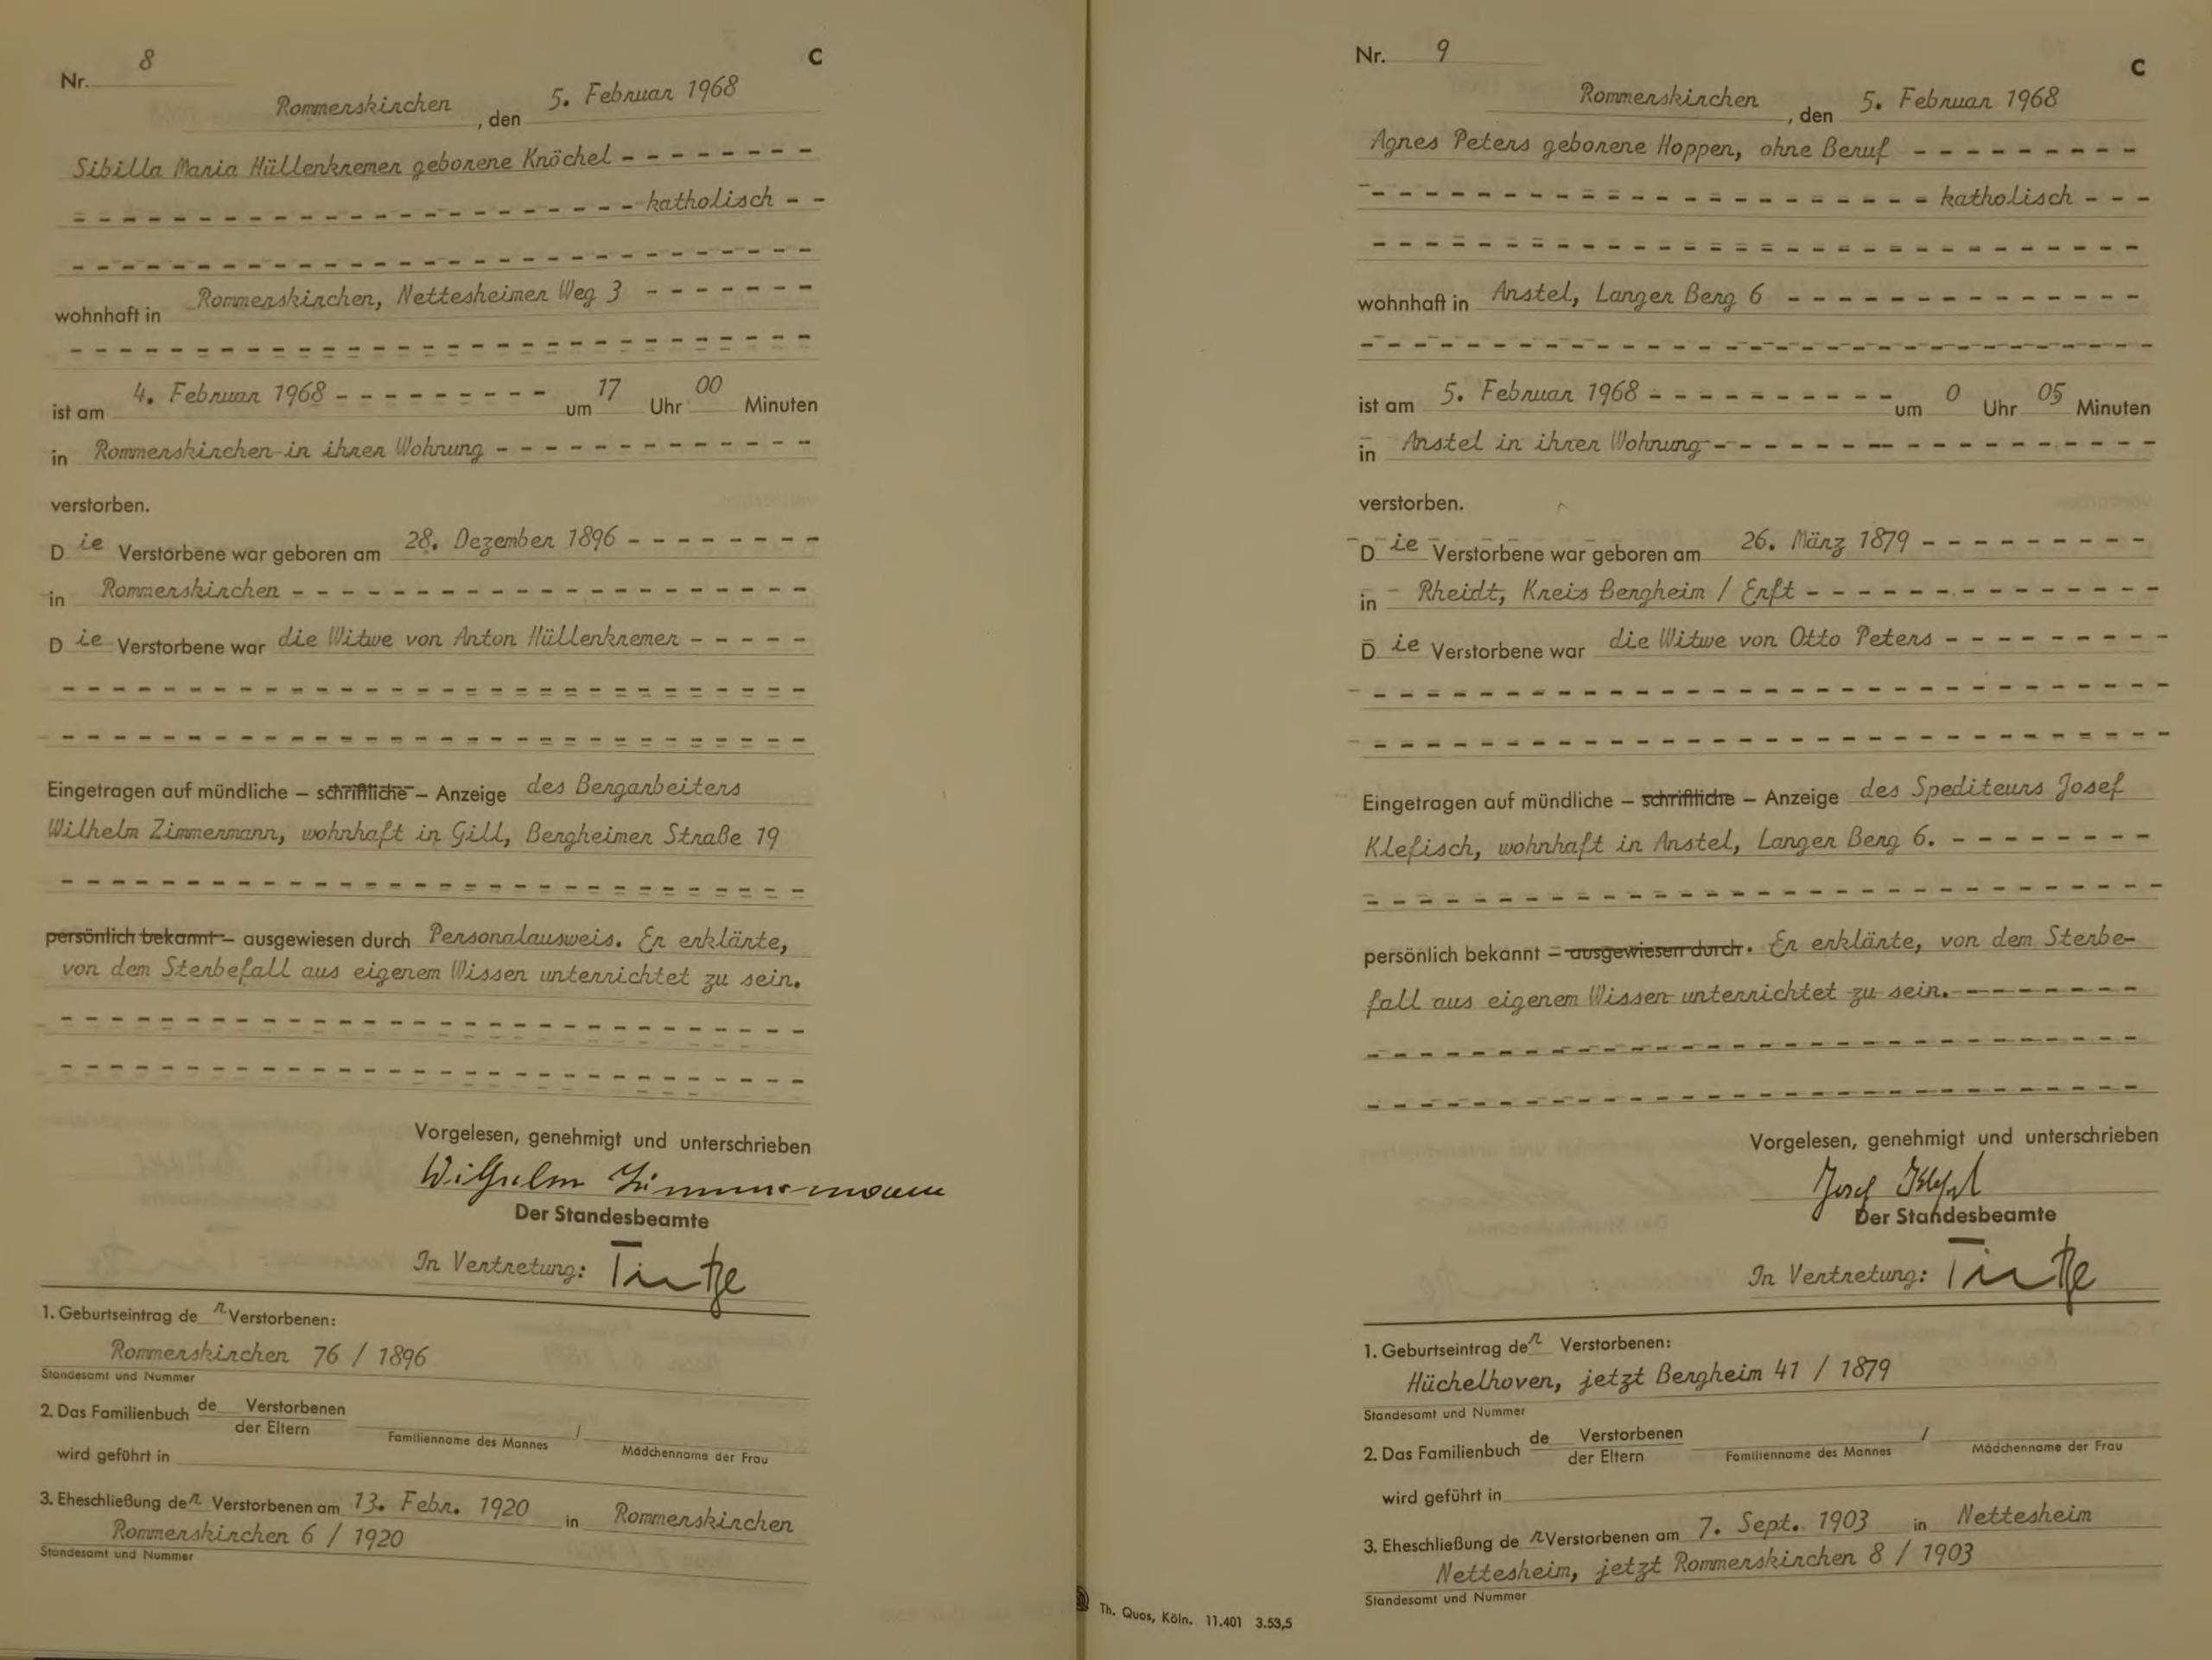 Nr. 8
C
Rommerskirchen, den 5. Februar 1968
Sibilla Maria Hüllenkremer geborene Knöchel - - - - - - - -
- - - - - - - - - - - - - - - - - - - - - - katholisch - -
wohnhaft in Rommerskirchen, Nettesheimer Weg 3 - - - - - - -
ist am 4. Februar 1968 - - - - - - - - - um 17 Uhr 00 Minuten
in Rommerskirchen in ihrer Wohnung - - - - - - - - - - - - -
verstorben.
Die Verstorbene war geboren am 28. Dezember 1896 - - - - - - - -
in Rommerskirchen - - - - - - - - - - - - - - - - - - - -
Die Verstorbene war die Witwe von Anton Hüllenkremer - - - - -
Eingetragen auf mündliche – schriftliche – Anzeige des Bergarbeiters
Wilhelm Zimmermann, wohnhaft in Gill, Bergheimer Straße 19
persönlich bekannt – ausgewiesen durch Personalausweis. Er erklärte,
von dem Sterbefall aus eigenem Wissen unterrichtet zu sein.
Vorgelesen, genehmigt und unterschrieben
Wilhelm Zimmermann
Der Standesbeamte
In Vertretung:
1. Geburtseintrag der Verstorbenen:
Rommerskirchen 76 / 1896
Standesamt und Nummer
2. Das Familienbuch de Verstorbenen
der Eltern
Familienname des Mannes / Mädchenname der Frau
wird geführt in
3. Eheschließung der Verstorbenen am 13. Febr. 1920 in Rommerskirchen
Rommerskirchen 6 / 1920
Standesamt und Nummer
Nr. 9
C
Rommerskirchen, den 5. Februar 1968
Agnes Peters geborene Hoppen, ohne Beruf - - - - - - - - -
- - - - - - - - - - - - - - - - - - - - - katholisch - - -
wohnhaft in Anstel, Langer Berg 6 - - - - - - - - - - - - -
ist am 5. Februar 1968 - - - - - - - - - - um 0 Uhr 05 Minuten
in Anstel in ihrer Wohnung - - - - - - - - - - - - - - - - -
verstorben.
Die Verstorbene war geboren am 26. März 1879 - - - - - - - - -
in Rheidt, Kreis Bergheim / Erft - - - - - - - - - - - - -
Die Verstorbene war die Witwe von Otto Peters - - - - - - - - -
Eingetragen auf mündliche – schriftliche – Anzeige des Spediteurs Josef
Klefisch, wohnhaft in Anstel, Langer Berg 6. - - - - - - - -
persönlich bekannt – ausgewiesen durch. Er erklärte, von dem Sterbe-
fall aus eigenem Wissen unterrichtet zu sein. - - - - - - -
Vorgelesen, genehmigt und unterschrieben
Josef Klefisch
Der Standesbeamte
In Vertretung:
1. Geburtseintrag der Verstorbenen:
Hüchelhoven, jetzt Bergheim 41 / 1879
Standesamt und Nummer
2. Das Familienbuch de Verstorbenen
der Eltern
Familienname des Mannes / Mädchenname der Frau
wird geführt in
3. Eheschließung der Verstorbenen am 7. Sept. 1903 in Nettesheim
Nettesheim, jetzt Rommerskirchen 8 / 1903
Standesamt und Nummer
Th. Quos, Köln. 11.401 3.53,5